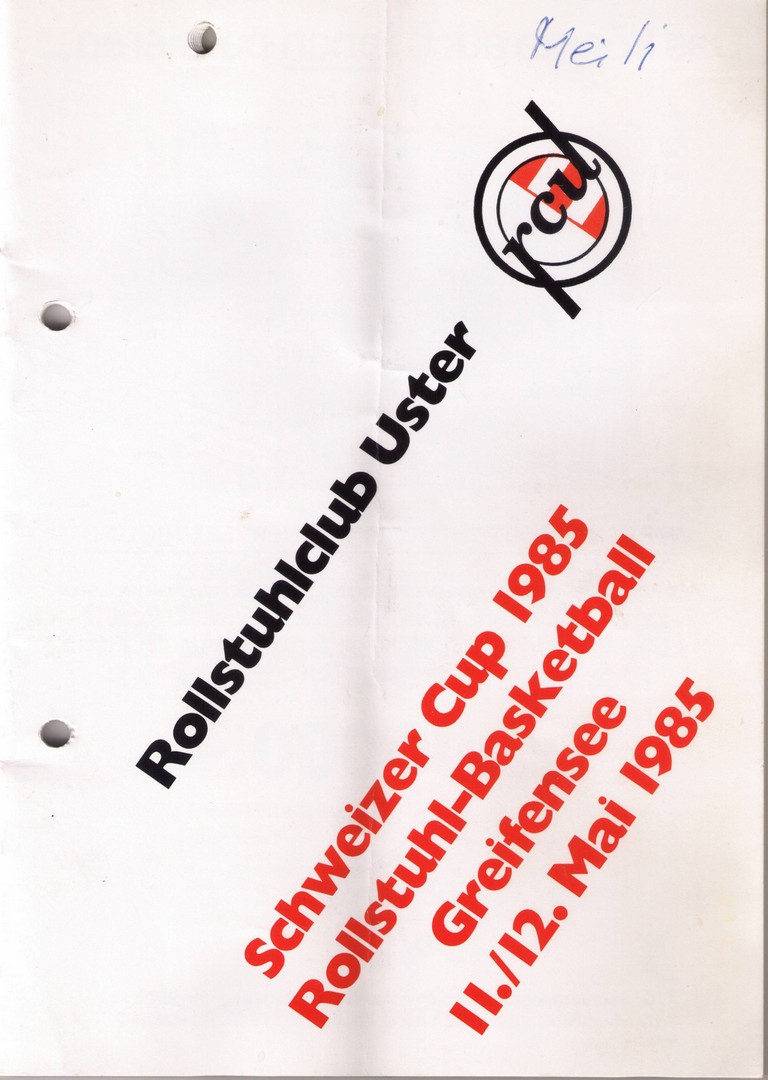 Meili
rcu
Rollstuhlclub Uster
Schweizer Cup 1985
Rollstuhl-Basketball
Greifensee
11./12. Mai 1985